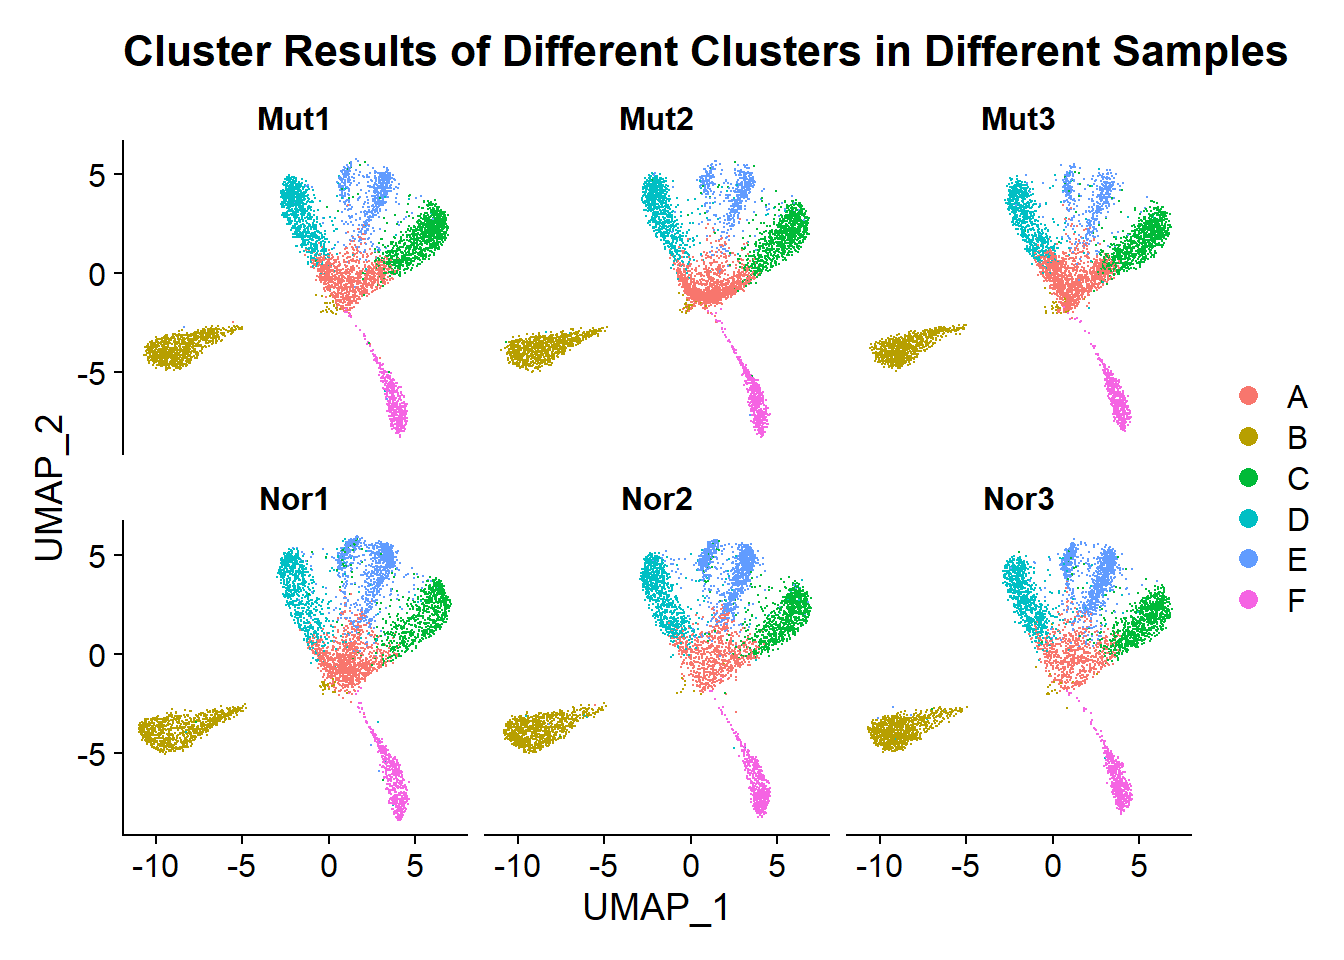 Cluster Results of Different Clusters in Different Samples
Mut1
Mut2
Mut3
5
0
-5
UMAP_2
A
B
C
D
E
F
Nor1
Nor2
Nor3
5
0
-5
-10
-5
0
5
-10
-5
0
5
-10
-5
0
5
UMAP_1